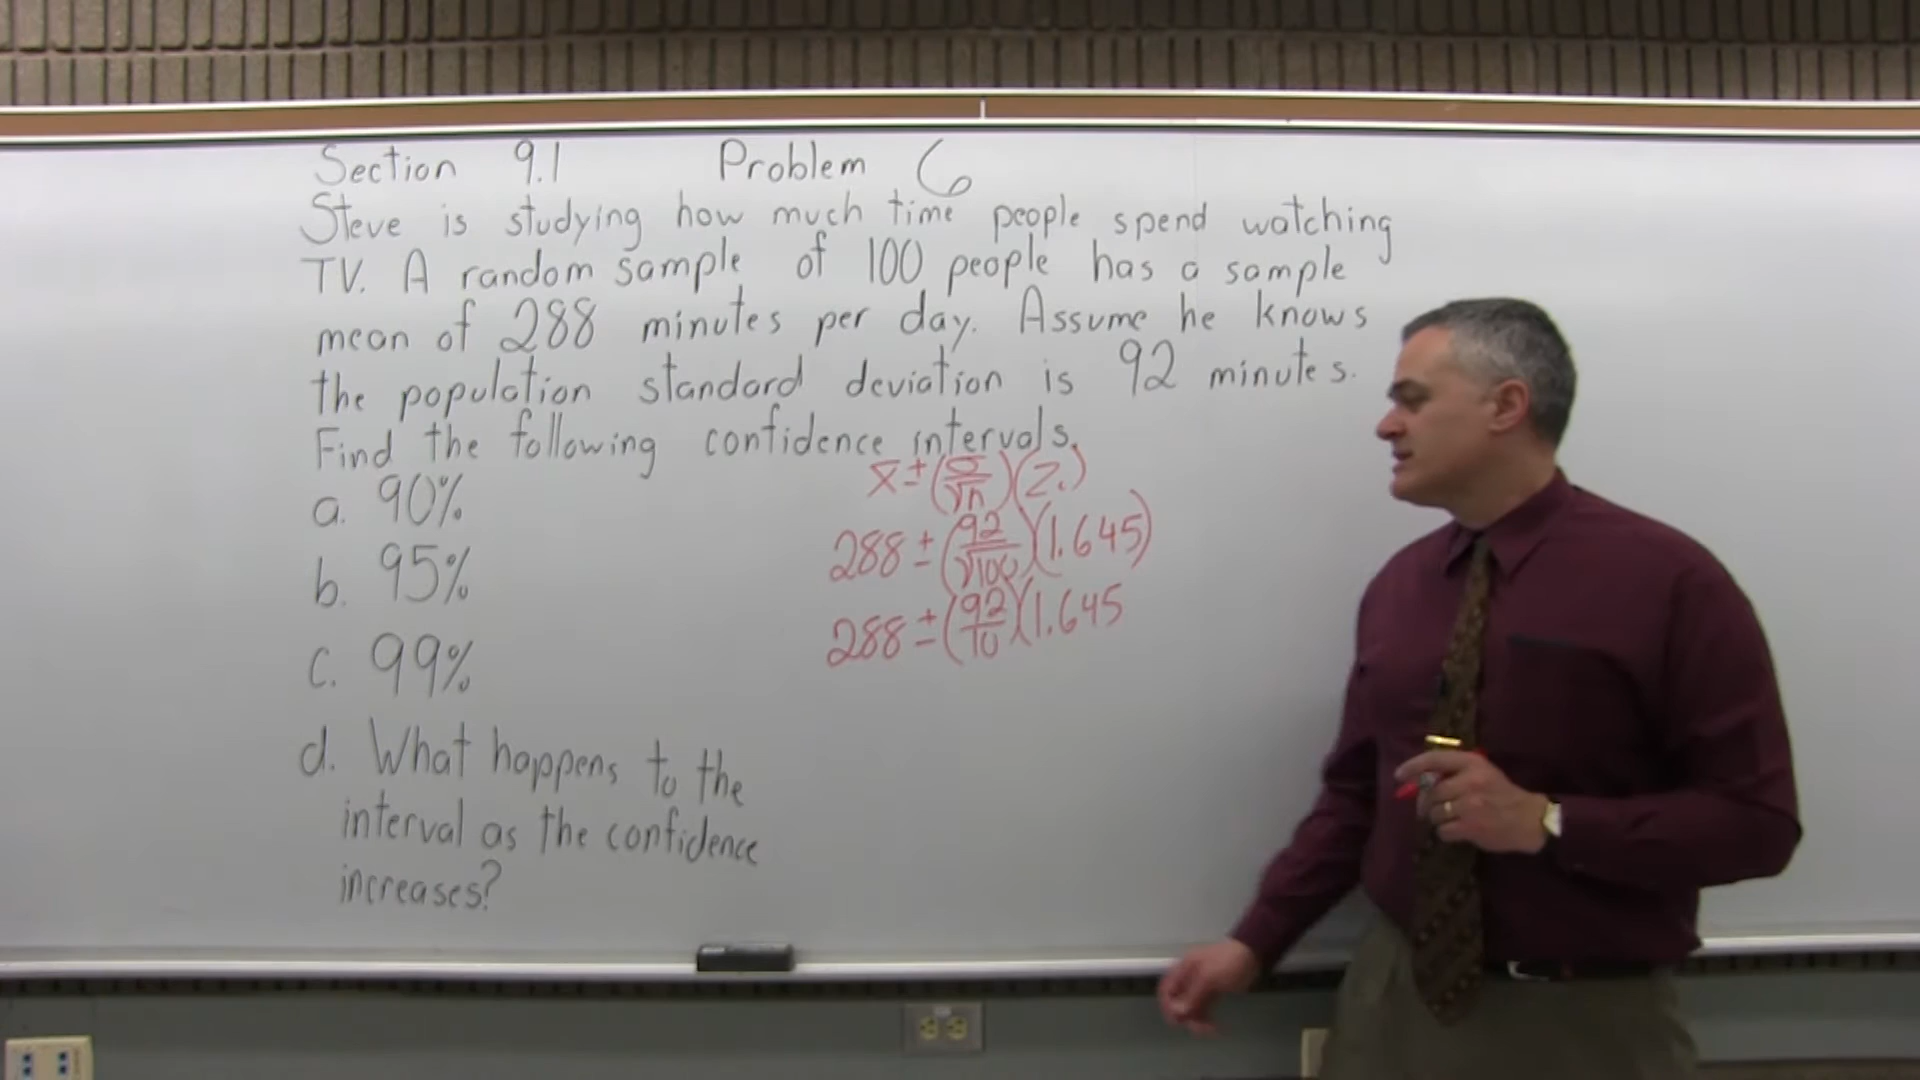 Section 9.1 Problem 6
Steve is studying how much time people spend watching
TV. A random sample of 100 people has a sample
mean of 288 minutes per day. Assume he knows
the population standard deviation is 92 minutes.
Find the following confidence intervals.
a. 90%
b. 95%
c. 99%
d. What happens to the
interval as the confidence
increases?
x̄ ± (σ/√n)(Z.)
288 ± (92/√100)(1.645)
288 ± (92/10)(1.645